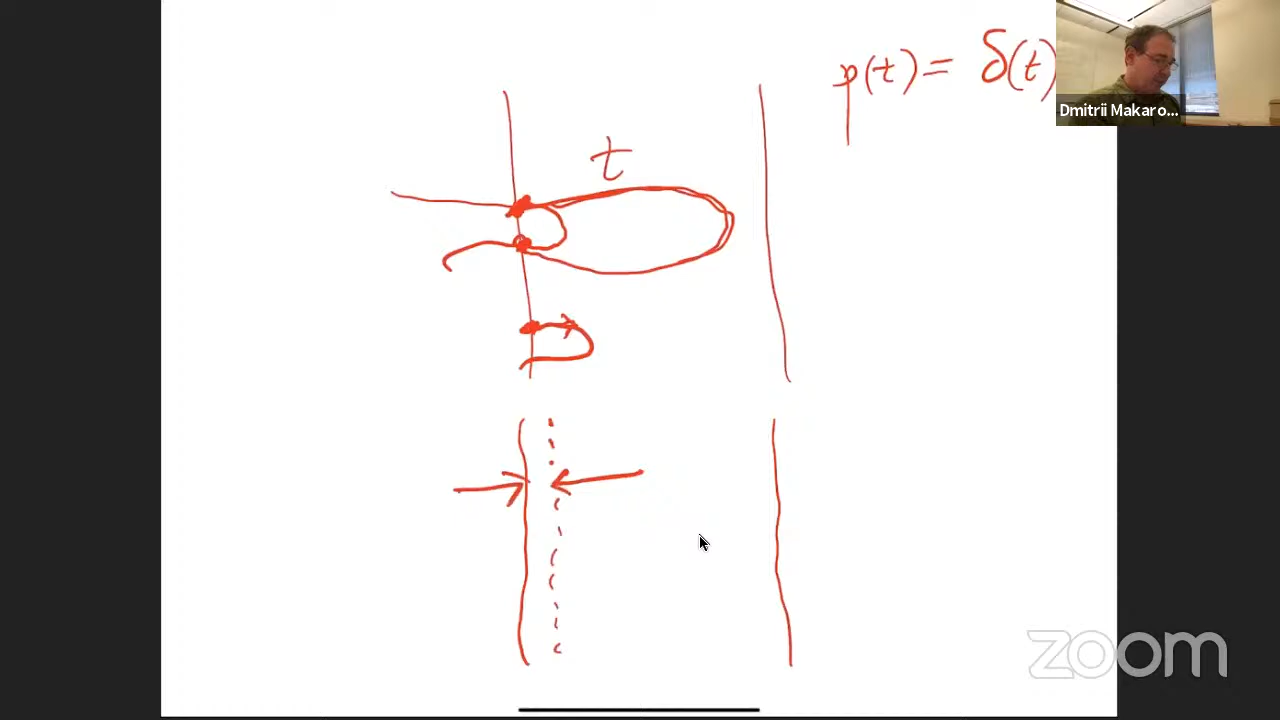 p(t) = δ(t)
Dmitrii Makaro...
t
zoom